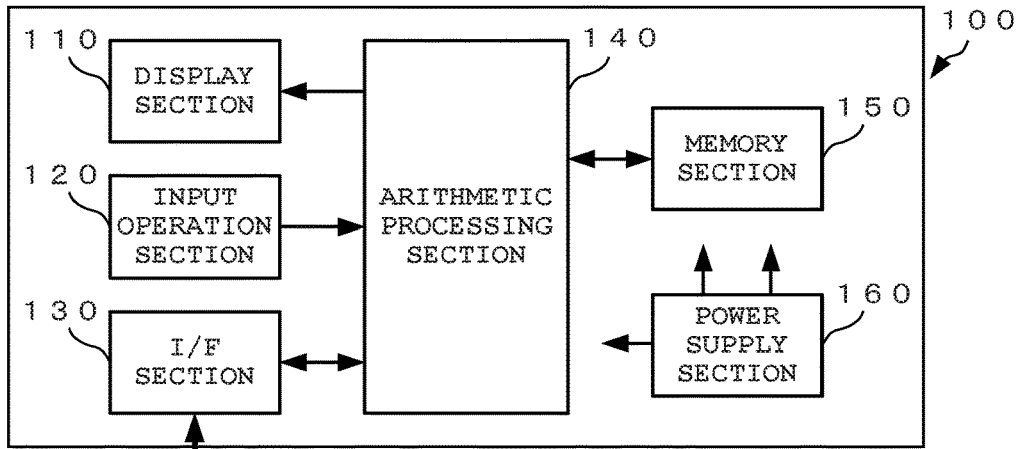 100
110
DISPLAY
SECTION
120
INPUT
OPERATION
SECTION
130
I/F
SECTION
140
ARITHMETIC
PROCESSING
SECTION
150
MEMORY
SECTION
160
POWER
SUPPLY
SECTION